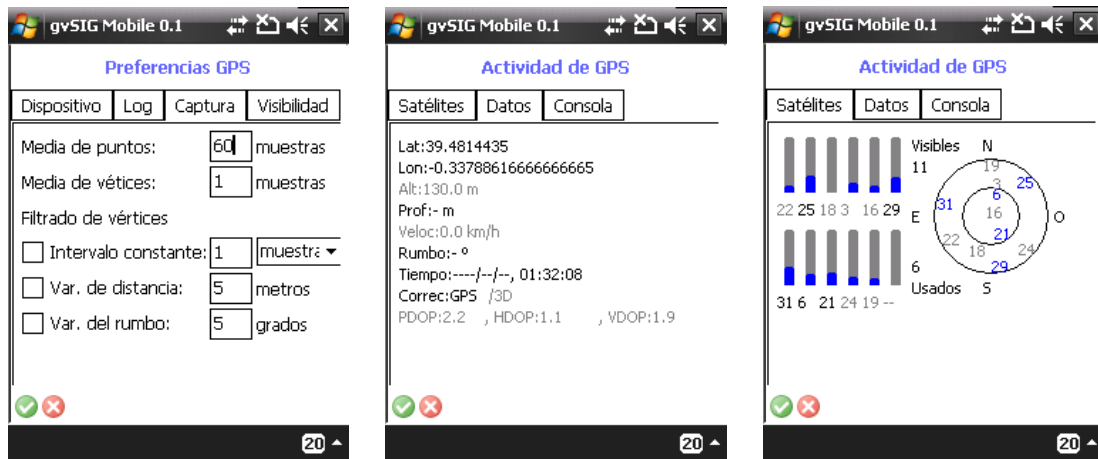 gvSIG Mobile 0.1
Preferencias GPS
Dispositivo Log Captura Visibilidad
Media de puntos: 60 muestras
Media de vétices: 1 muestras
Filtrado de vértices
Intervalo constante: 1 muestra
Var. de distancia: 5 metros
Var. del rumbo: 5 grados
20
gvSIG Mobile 0.1
Actividad de GPS
Satélites Datos Consola
Lat:39.4814435
Lon:-0.33788616666666665
Alt:130.0 m
Prof:- m
Veloc:0.0 km/h
Rumbo:- º
Tiempo:----/--/--, 01:32:08
Correc:GPS /3D
PDOP:2.2 , HDOP:1.1 , VDOP:1.9
20
gvSIG Mobile 0.1
Actividad de GPS
Satélites Datos Consola
Visibles N
11
19
3 25
6
31
16
22 25 18 3 16 29
E O
21
22 18 24
29
6
Usados S
31 6 21 24 19 --
20